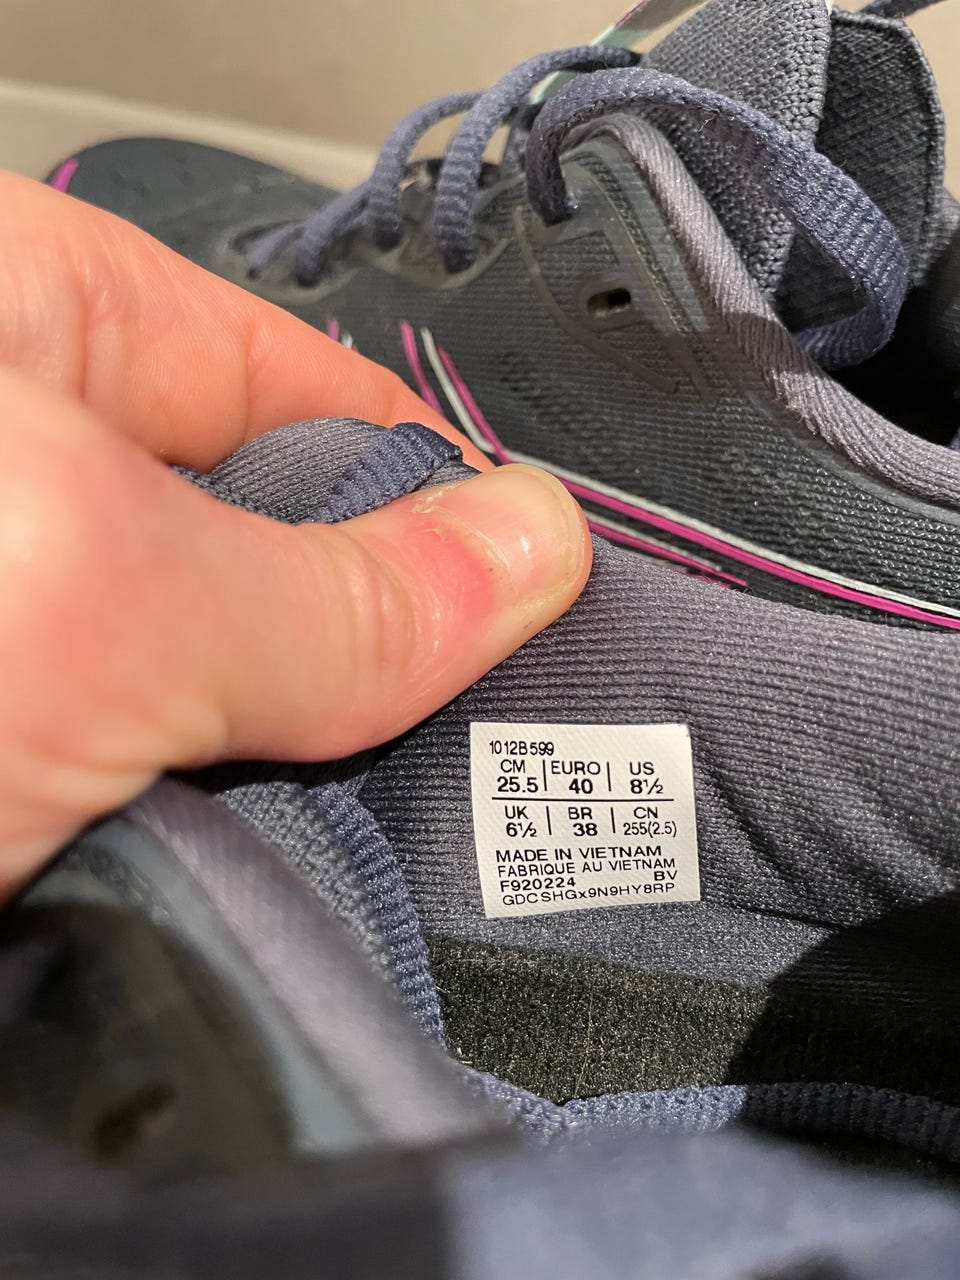 1012B599
CM | EURO | US
25.5 | 40 | 8½
UK | BR | CN
6½ | 38 | 255(2.5)
MADE IN VIETNAM
FABRIQUE AU VIETNAM
F920224 BV
GDCSHGx9N9HY8RP